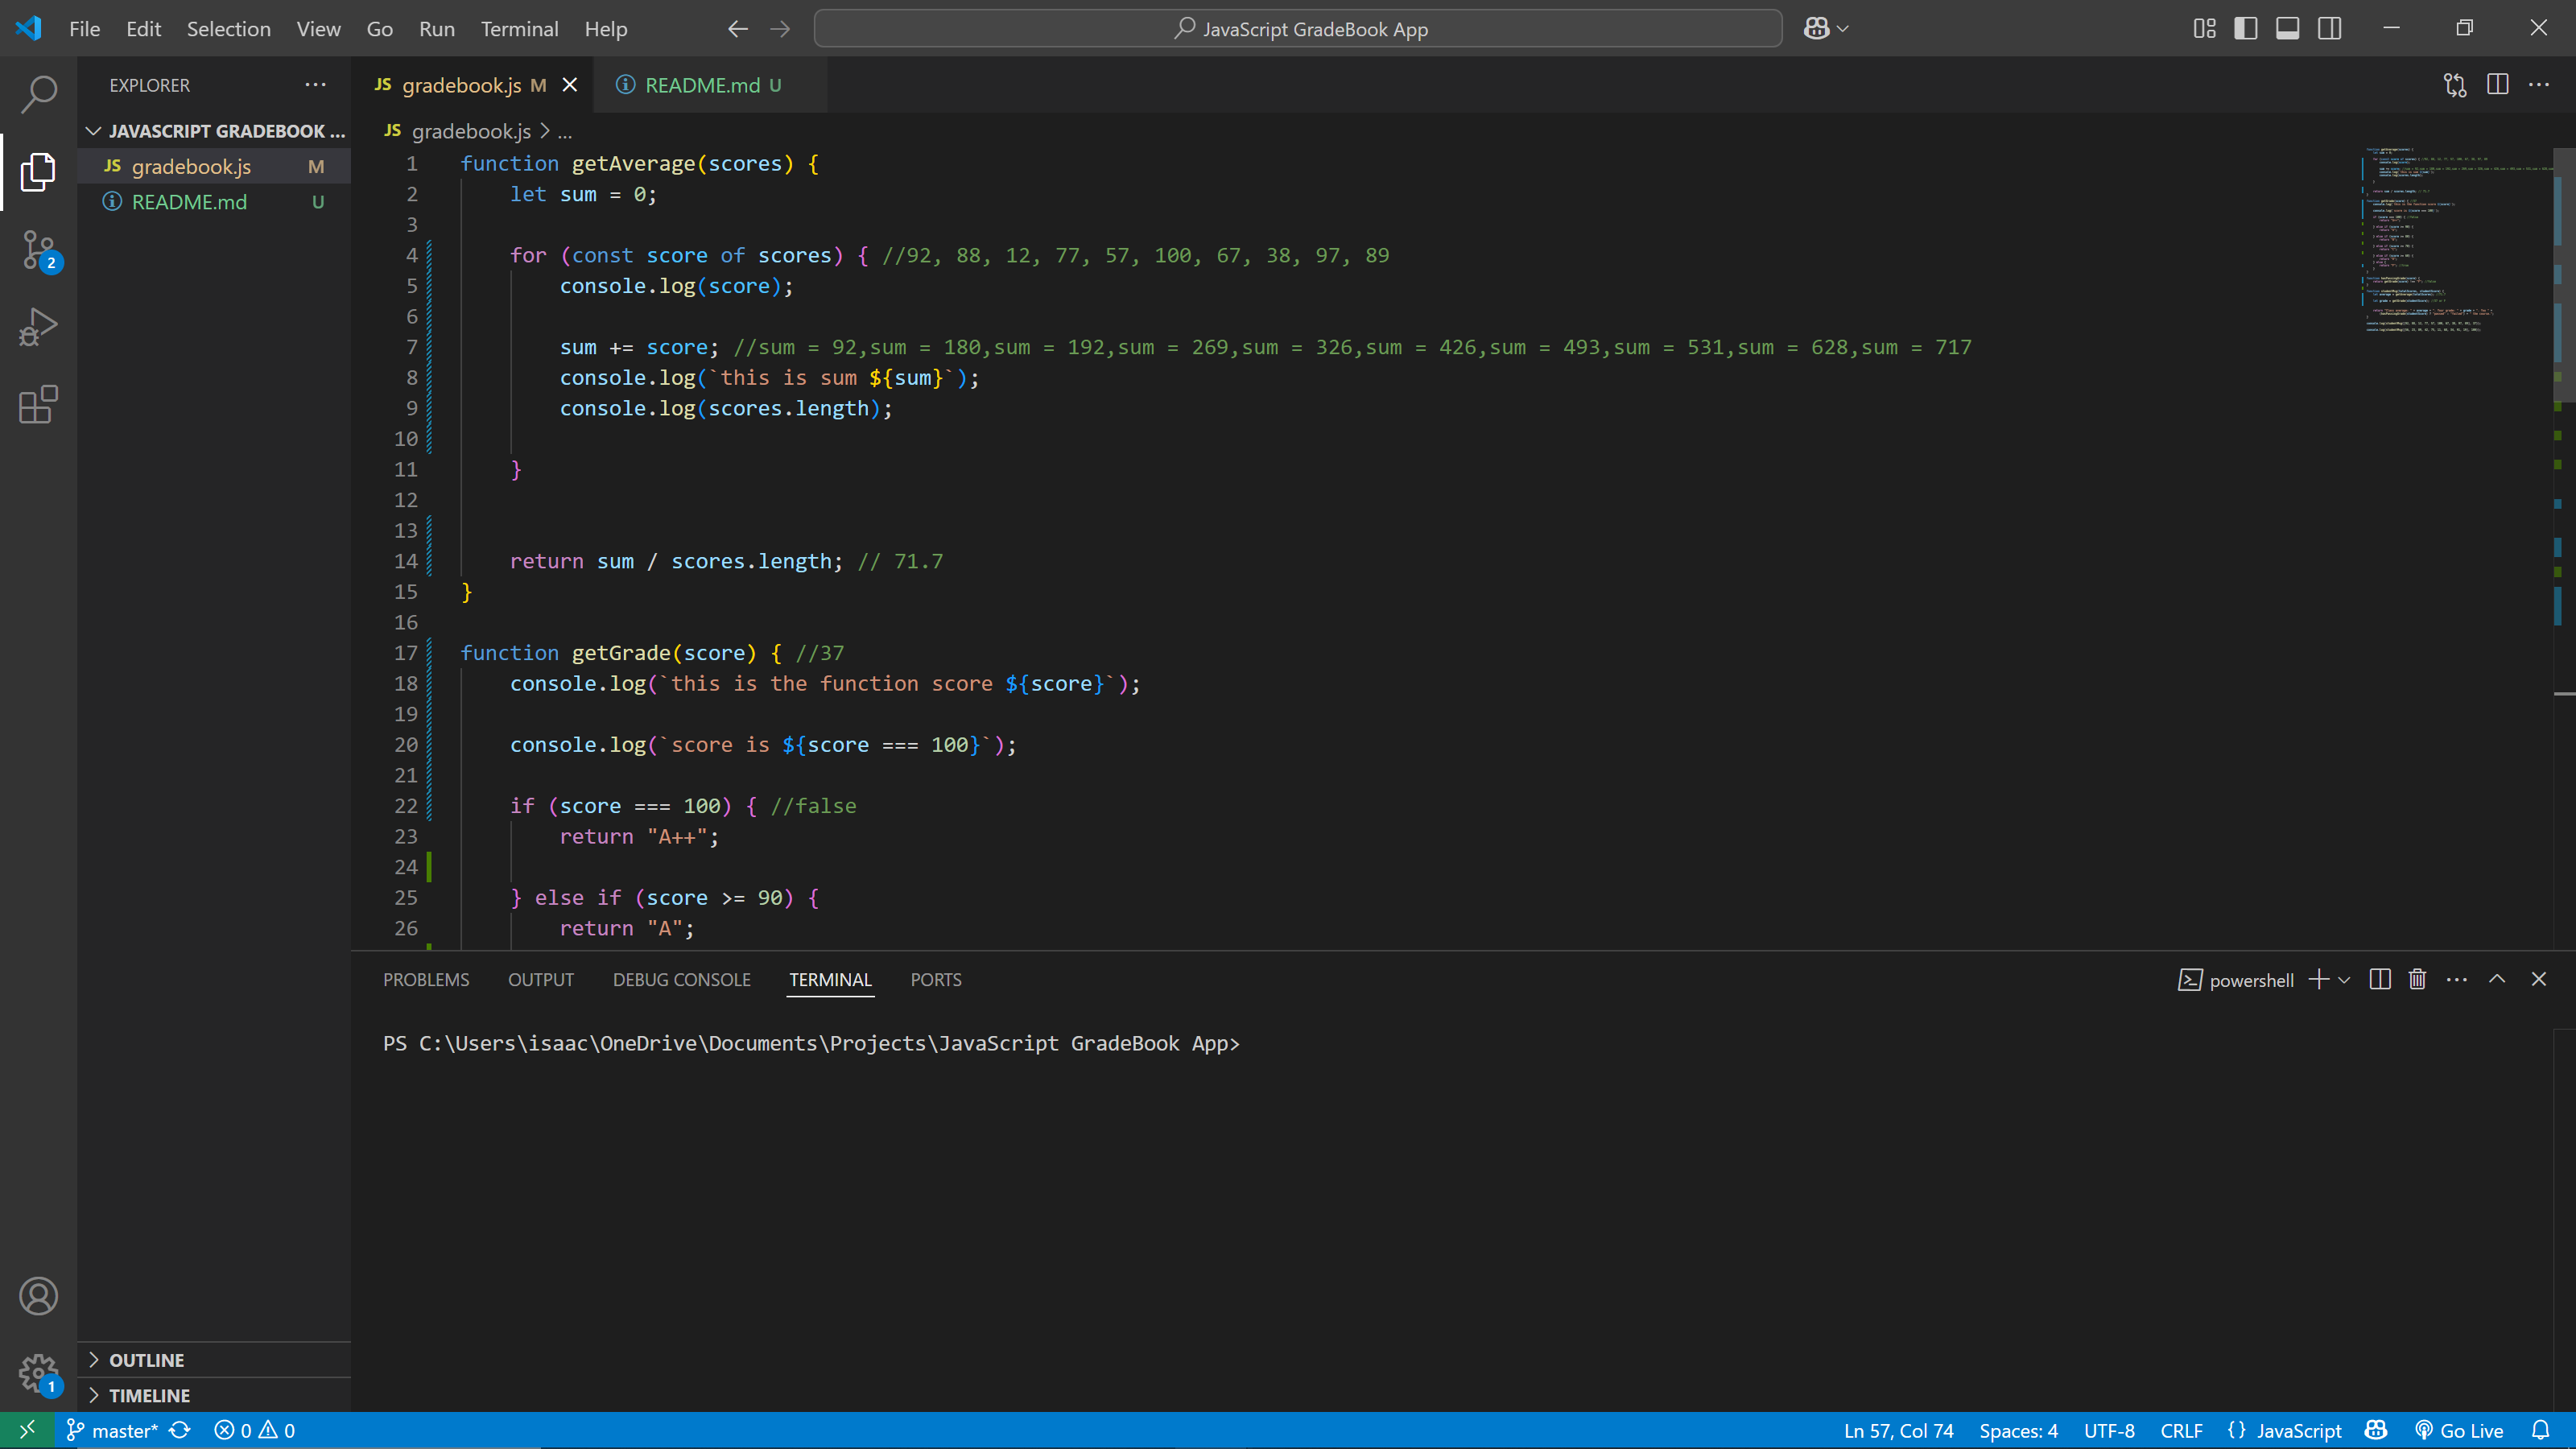 File Edit Selection View Go Run Terminal Help
JavaScript GradeBook App
EXPLORER
JAVASCRIPT GRADEBOOK ...
JS gradebook.js M
README.md U
2
1
OUTLINE
TIMELINE
JS gradebook.js M
README.md U
JS gradebook.js > ...
1 function getAverage(scores) {
2 let sum = 0;
3
4 for (const score of scores) { //92, 88, 12, 77, 57, 100, 67, 38, 97, 89
5 console.log(score);
6
7 sum += score; //sum = 92,sum = 180,sum = 192,sum = 269,sum = 326,sum = 426,sum = 493,sum = 531,sum = 628,sum = 717
8 console.log(`this is sum ${sum}`);
9 console.log(scores.length);
10
11 }
12
13
14 return sum / scores.length; // 71.7
15 }
16
17 function getGrade(score) { //37
18 console.log(`this is the function score ${score}`);
19
20 console.log(`score is ${score === 100}`);
21
22 if (score === 100) { //false
23 return "A++";
24
25 } else if (score >= 90) {
26 return "A";
PROBLEMS OUTPUT DEBUG CONSOLE TERMINAL PORTS
powershell
PS C:\Users\isaac\OneDrive\Documents\Projects\JavaScript GradeBook App>
master* 0 0
Ln 57, Col 74 Spaces: 4 UTF-8 CRLF {} JavaScript Go Live